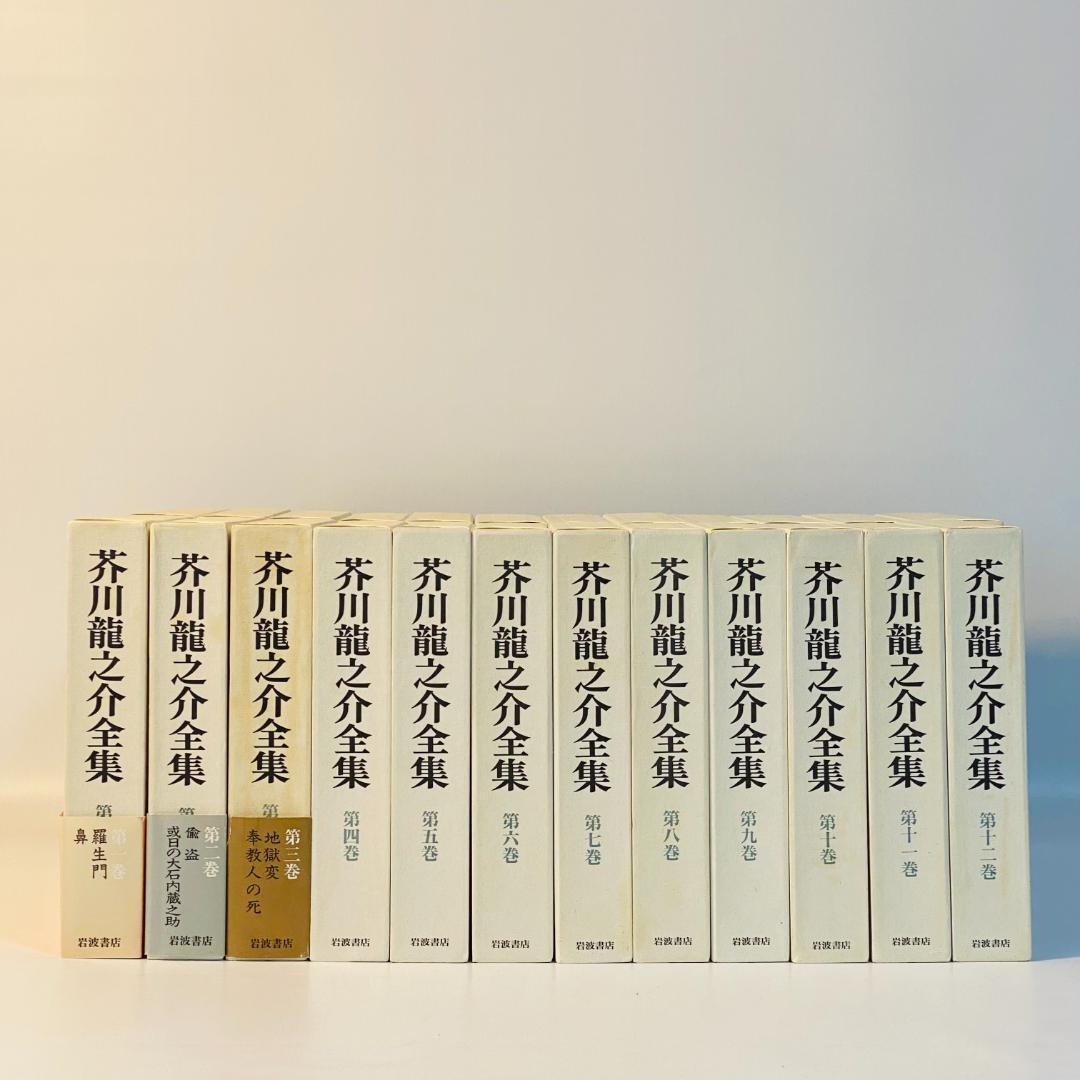 芥川龍之介全集
第
第一巻
羅生門
鼻
岩波書店
芥川龍之介全集
第
第二巻
偸盗
或日の大石内蔵之助
岩波書店
芥川龍之介全集
第
第三巻
地獄変
奉教人の死
岩波書店
芥川龍之介全集
第四巻
岩波書店
芥川龍之介全集
第五巻
岩波書店
芥川龍之介全集
第六巻
岩波書店
芥川龍之介全集
第七巻
岩波書店
芥川龍之介全集
第八巻
岩波書店
芥川龍之介全集
第九巻
岩波書店
芥川龍之介全集
第十巻
岩波書店
芥川龍之介全集
第十一巻
岩波書店
芥川龍之介全集
第十二巻
岩波書店